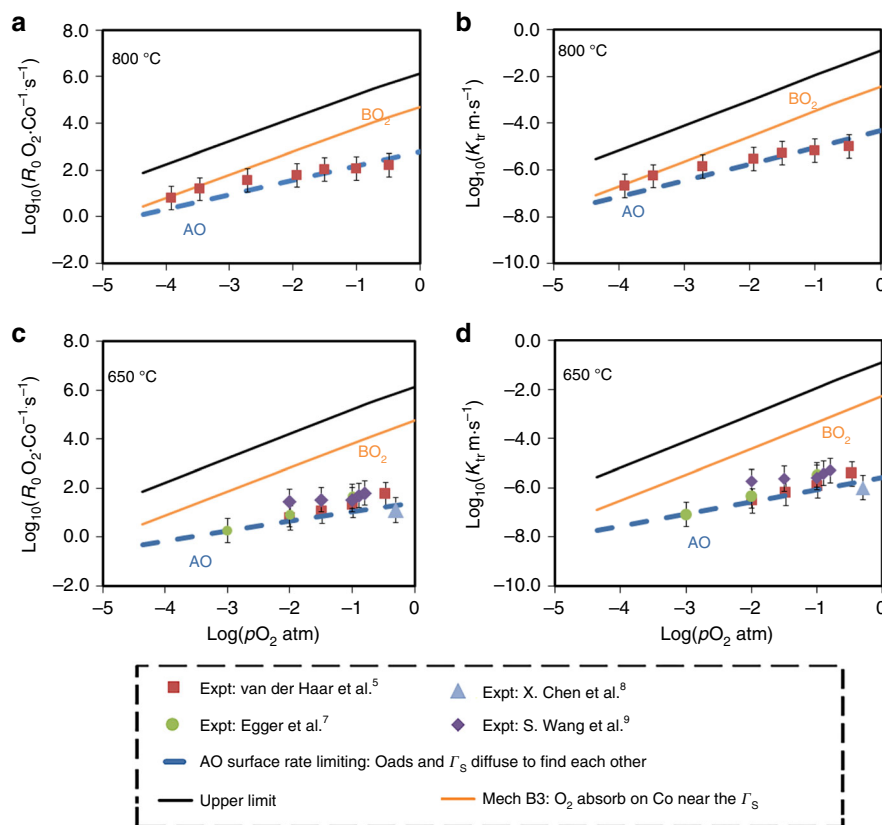 a
8.0
6.0
4.0
2.0
0.0
–2.0
Log₁₀(R₀ O₂·Co⁻¹·s⁻¹)
800 °C
BO₂
AO
–5 –4 –3 –2 –1 0
b
0.0
–2.0
–4.0
–6.0
–8.0
–10.0
Log₁₀(Kₜᵣ m·s⁻¹)
800 °C
BO₂
AO
–5 –4 –3 –2 –1 0
c
8.0
6.0
4.0
2.0
0.0
–2.0
Log₁₀(R₀ O₂·Co⁻¹·s⁻¹)
650 °C
BO₂
AO
–5 –4 –3 –2 –1 0
Log(pO₂ atm)
d
0.0
–2.0
–4.0
–6.0
–8.0
–10.0
Log₁₀(Kₜᵣ m·s⁻¹)
650 °C
BO₂
AO
–5 –4 –3 –2 –1 0
Log(pO₂ atm)
Expt: van der Haar et al.⁵
Expt: X. Chen et al.⁸
Expt: Egger et al.⁷
Expt: S. Wang et al.⁹
AO surface rate limiting: Oads and Γₛ diffuse to find each other
Upper limit
Mech B3: O₂ absorb on Co near the Γₛ